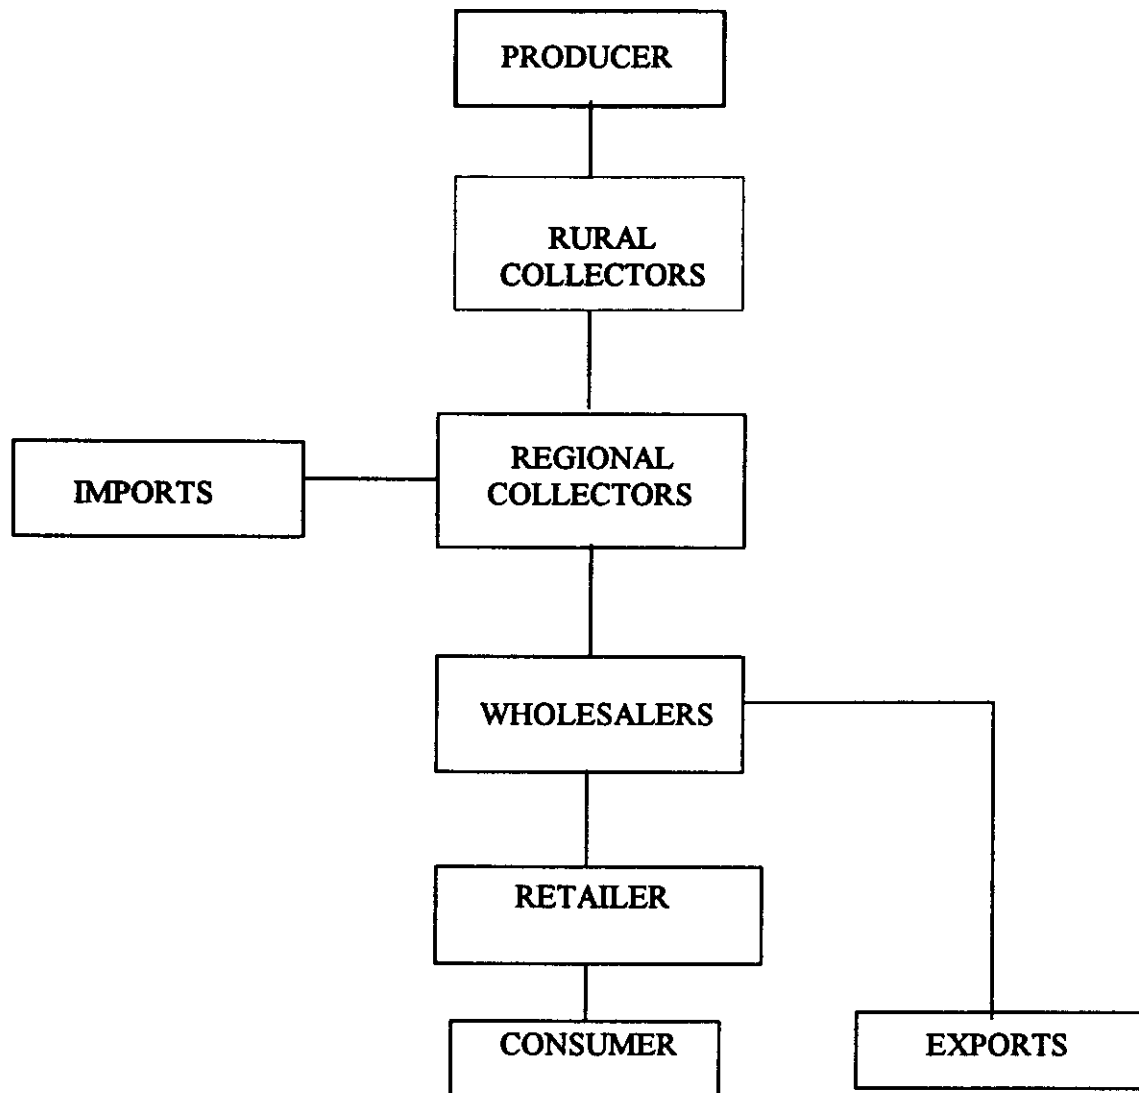 PRODUCER
RURAL
COLLECTORS
REGIONAL
COLLECTORS
IMPORTS
WHOLESALERS
RETAILER
CONSUMER
EXPORTS